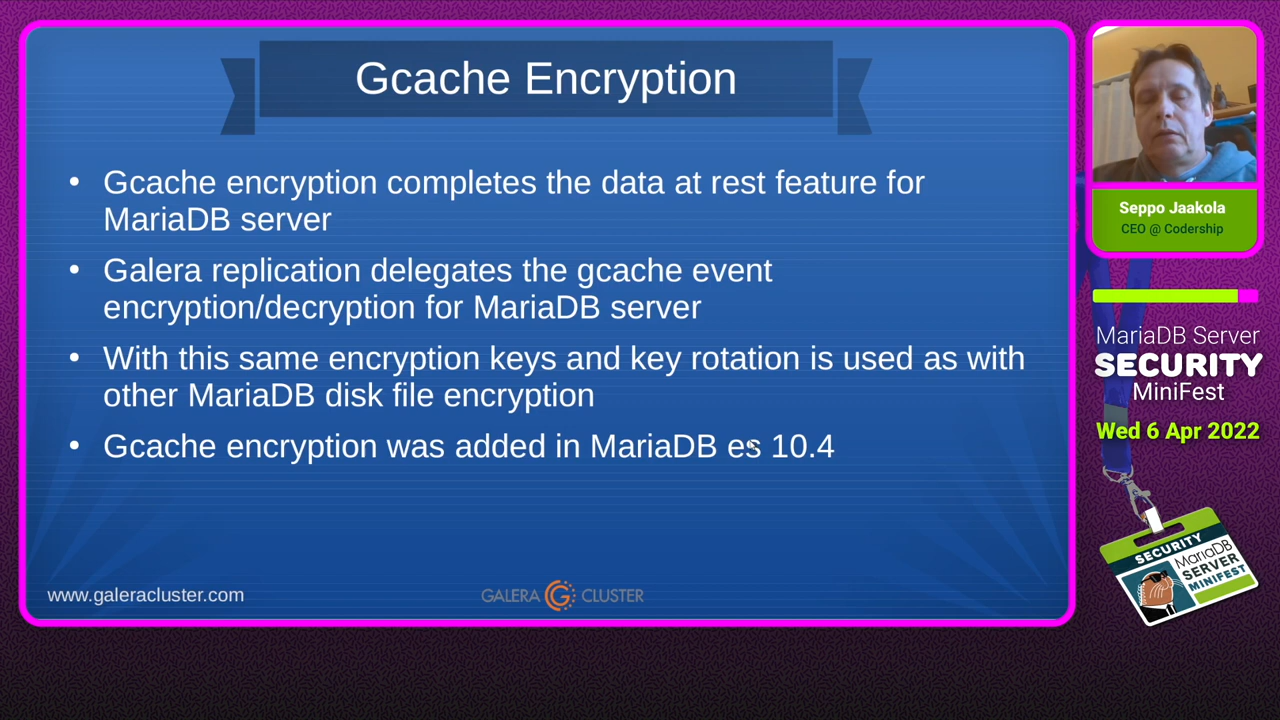 Gcache Encryption
• Gcache encryption completes the data at rest feature for
MariaDB server
• Galera replication delegates the gcache event
encryption/decryption for MariaDB server
• With this same encryption keys and key rotation is used as with
other MariaDB disk file encryption
• Gcache encryption was added in MariaDB es 10.4
www.galeracluster.com
GALERA CLUSTER
Seppo Jaakola
CEO @ Codership
MariaDB Server
SECURITY
MiniFest
Wed 6 Apr 2022
SECURITY
MariaDB
SERVER
MINIFEST